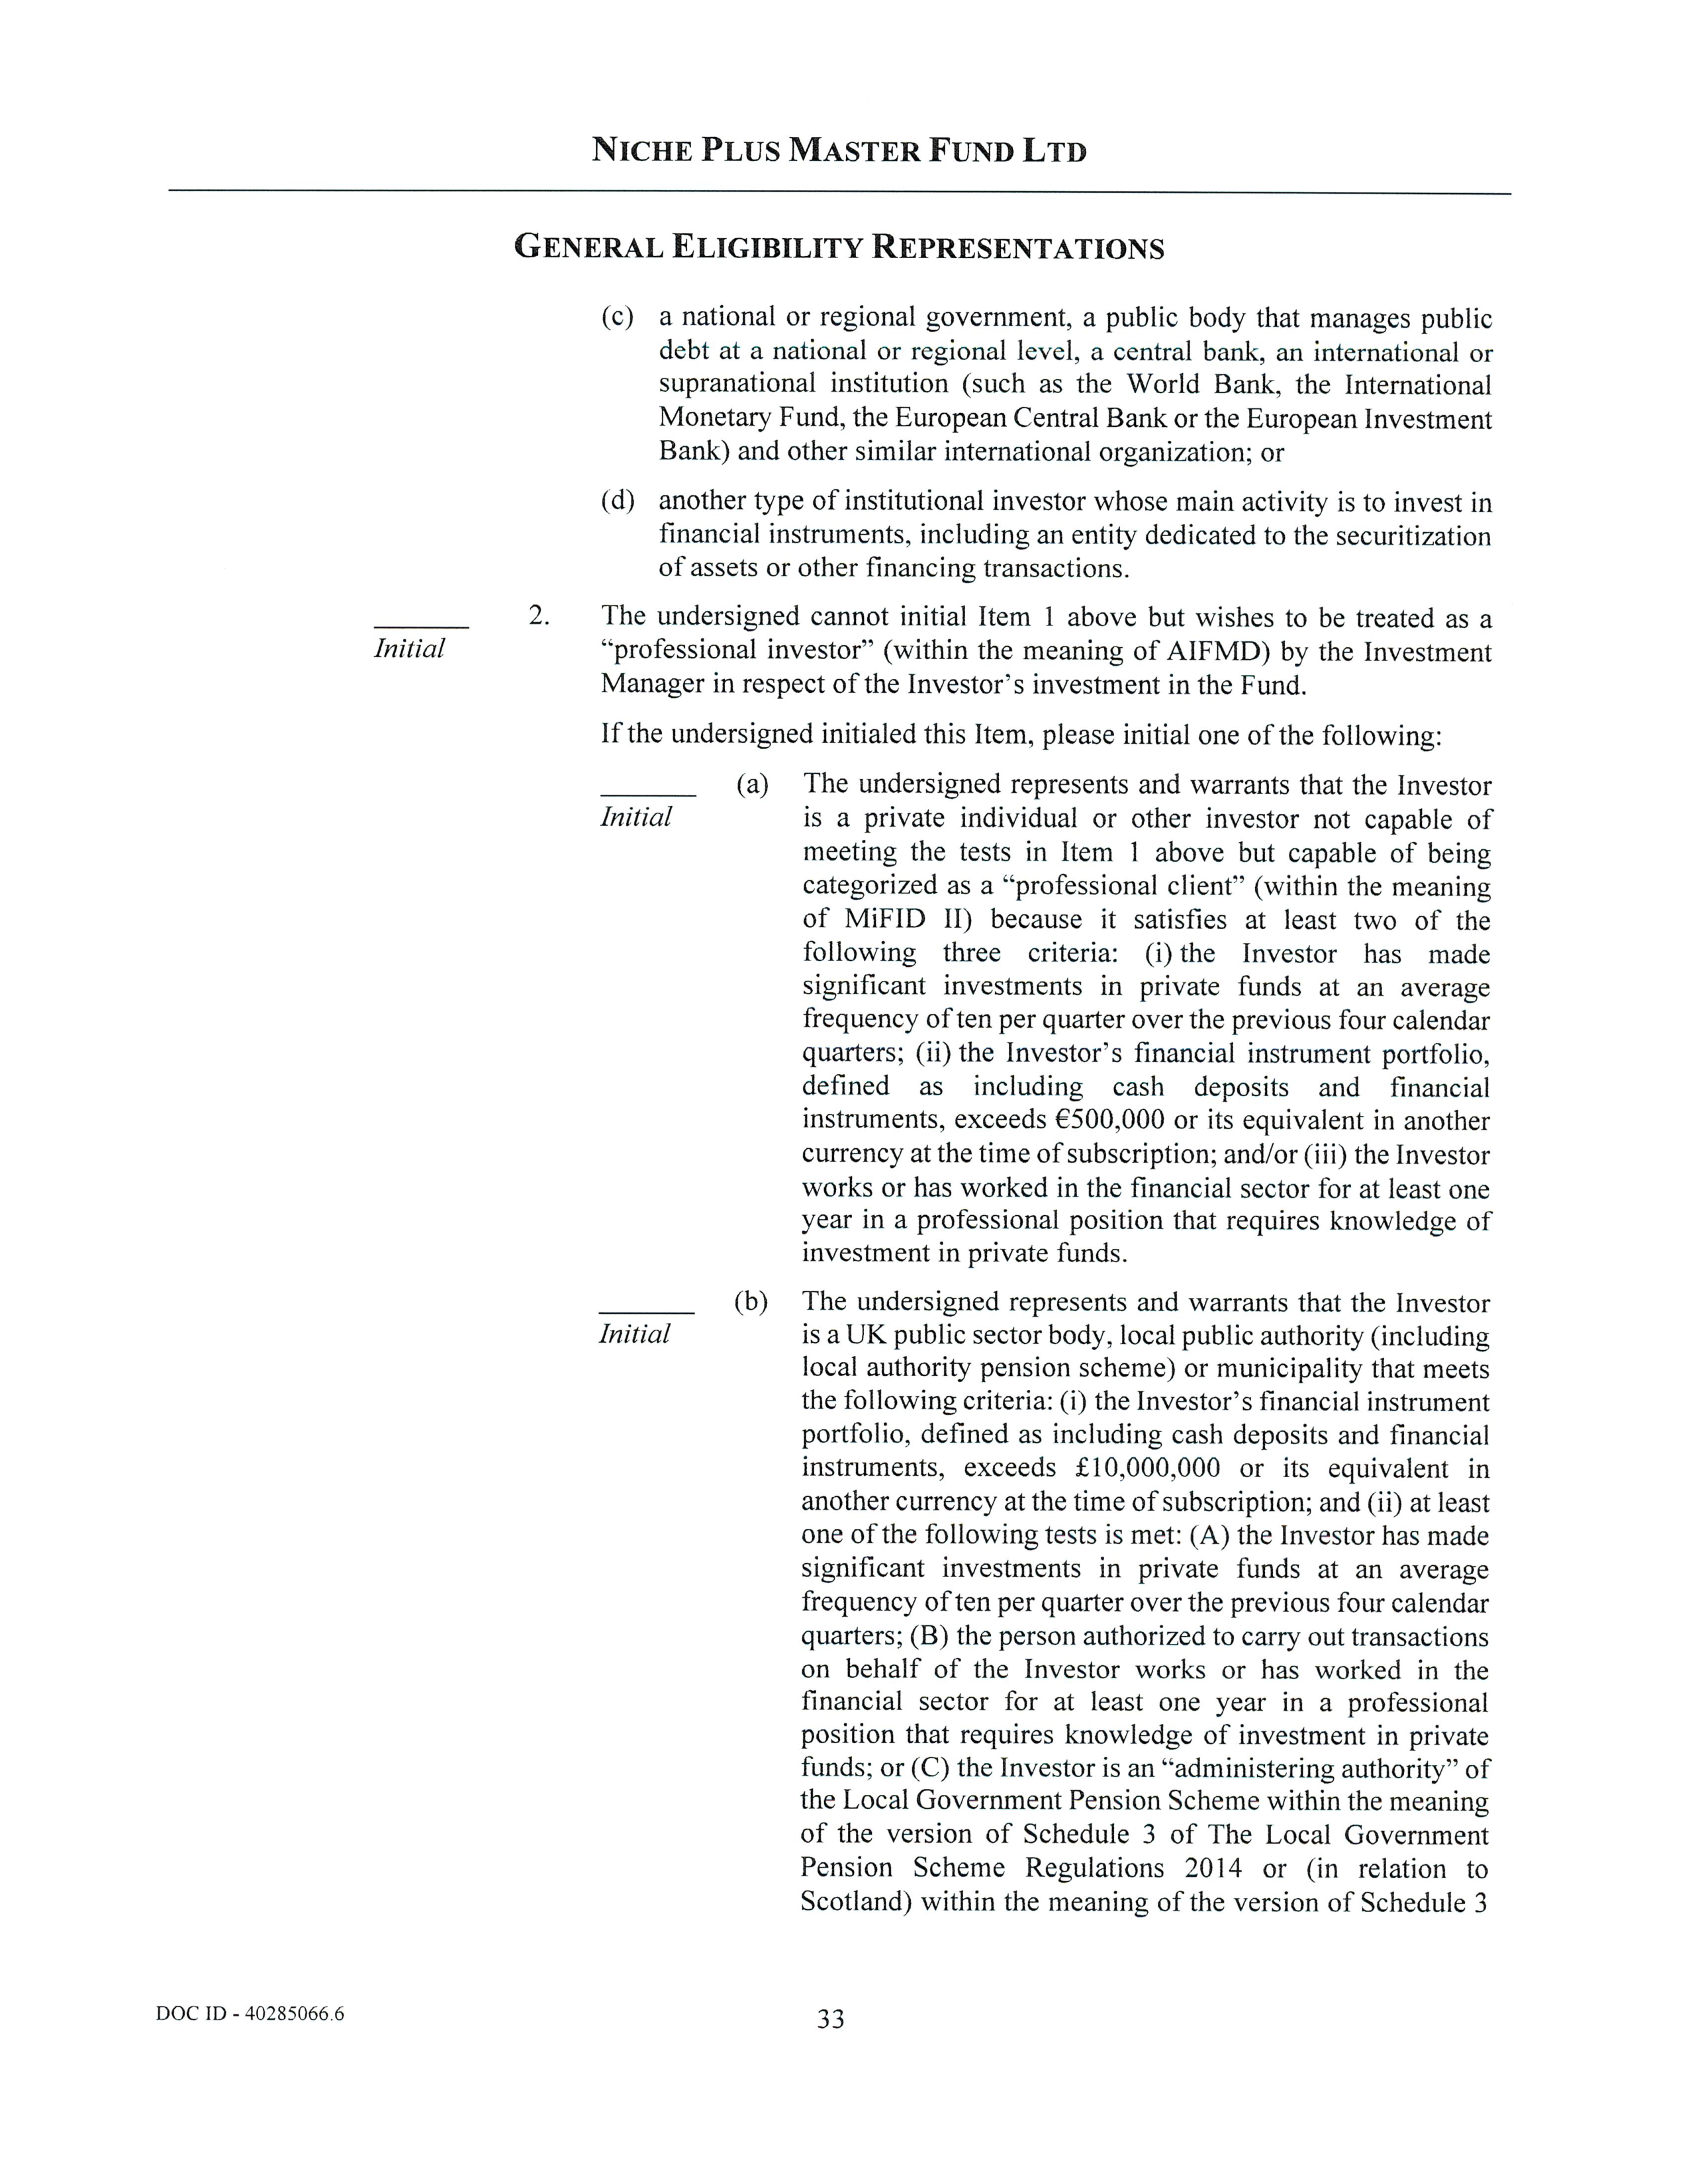 NICHE PLUS MASTER FUND LTD
GENERAL ELIGIBILITY REPRESENTATIONS
(c) a national or regional government, a public body that manages public
debt at a national or regional level, a central bank, an international or
supranational institution (such as the World Bank, the International
Monetary Fund, the European Central Bank or the European Investment
Bank) and other similar international organization; or
(d) another type of institutional investor whose main activity is to invest in
financial instruments, including an entity dedicated to the securitization
of assets or other financing transactions.
2. The undersigned cannot initial Item 1 above but wishes to be treated as a
Initial “professional investor” (within the meaning of AIFMD) by the Investment
Manager in respect of the Investor’s investment in the Fund.
If the undersigned initialed this Item, please initial one of the following:
(a) The undersigned represents and warrants that the Investor
Initial is a private individual or other investor not capable of
meeting the tests in Item 1 above but capable of being
categorized as a “professional client” (within the meaning
of MiFID II) because it satisfies at least two of the
following three criteria: (i) the Investor has made
significant investments in private funds at an average
frequency of ten per quarter over the previous four calendar
quarters; (ii) the Investor’s financial instrument portfolio,
defined as including cash deposits and financial
instruments, exceeds €500,000 or its equivalent in another
currency at the time of subscription; and/or (iii) the Investor
works or has worked in the financial sector for at least one
year in a professional position that requires knowledge of
investment in private funds.
(b) The undersigned represents and warrants that the Investor
Initial is a UK public sector body, local public authority (including
local authority pension scheme) or municipality that meets
the following criteria: (i) the Investor’s financial instrument
portfolio, defined as including cash deposits and financial
instruments, exceeds £10,000,000 or its equivalent in
another currency at the time of subscription; and (ii) at least
one of the following tests is met: (A) the Investor has made
significant investments in private funds at an average
frequency of ten per quarter over the previous four calendar
quarters; (B) the person authorized to carry out transactions
on behalf of the Investor works or has worked in the
financial sector for at least one year in a professional
position that requires knowledge of investment in private
funds; or (C) the Investor is an “administering authority” of
the Local Government Pension Scheme within the meaning
of the version of Schedule 3 of The Local Government
Pension Scheme Regulations 2014 or (in relation to
Scotland) within the meaning of the version of Schedule 3
DOC ID - 40285066.6
33